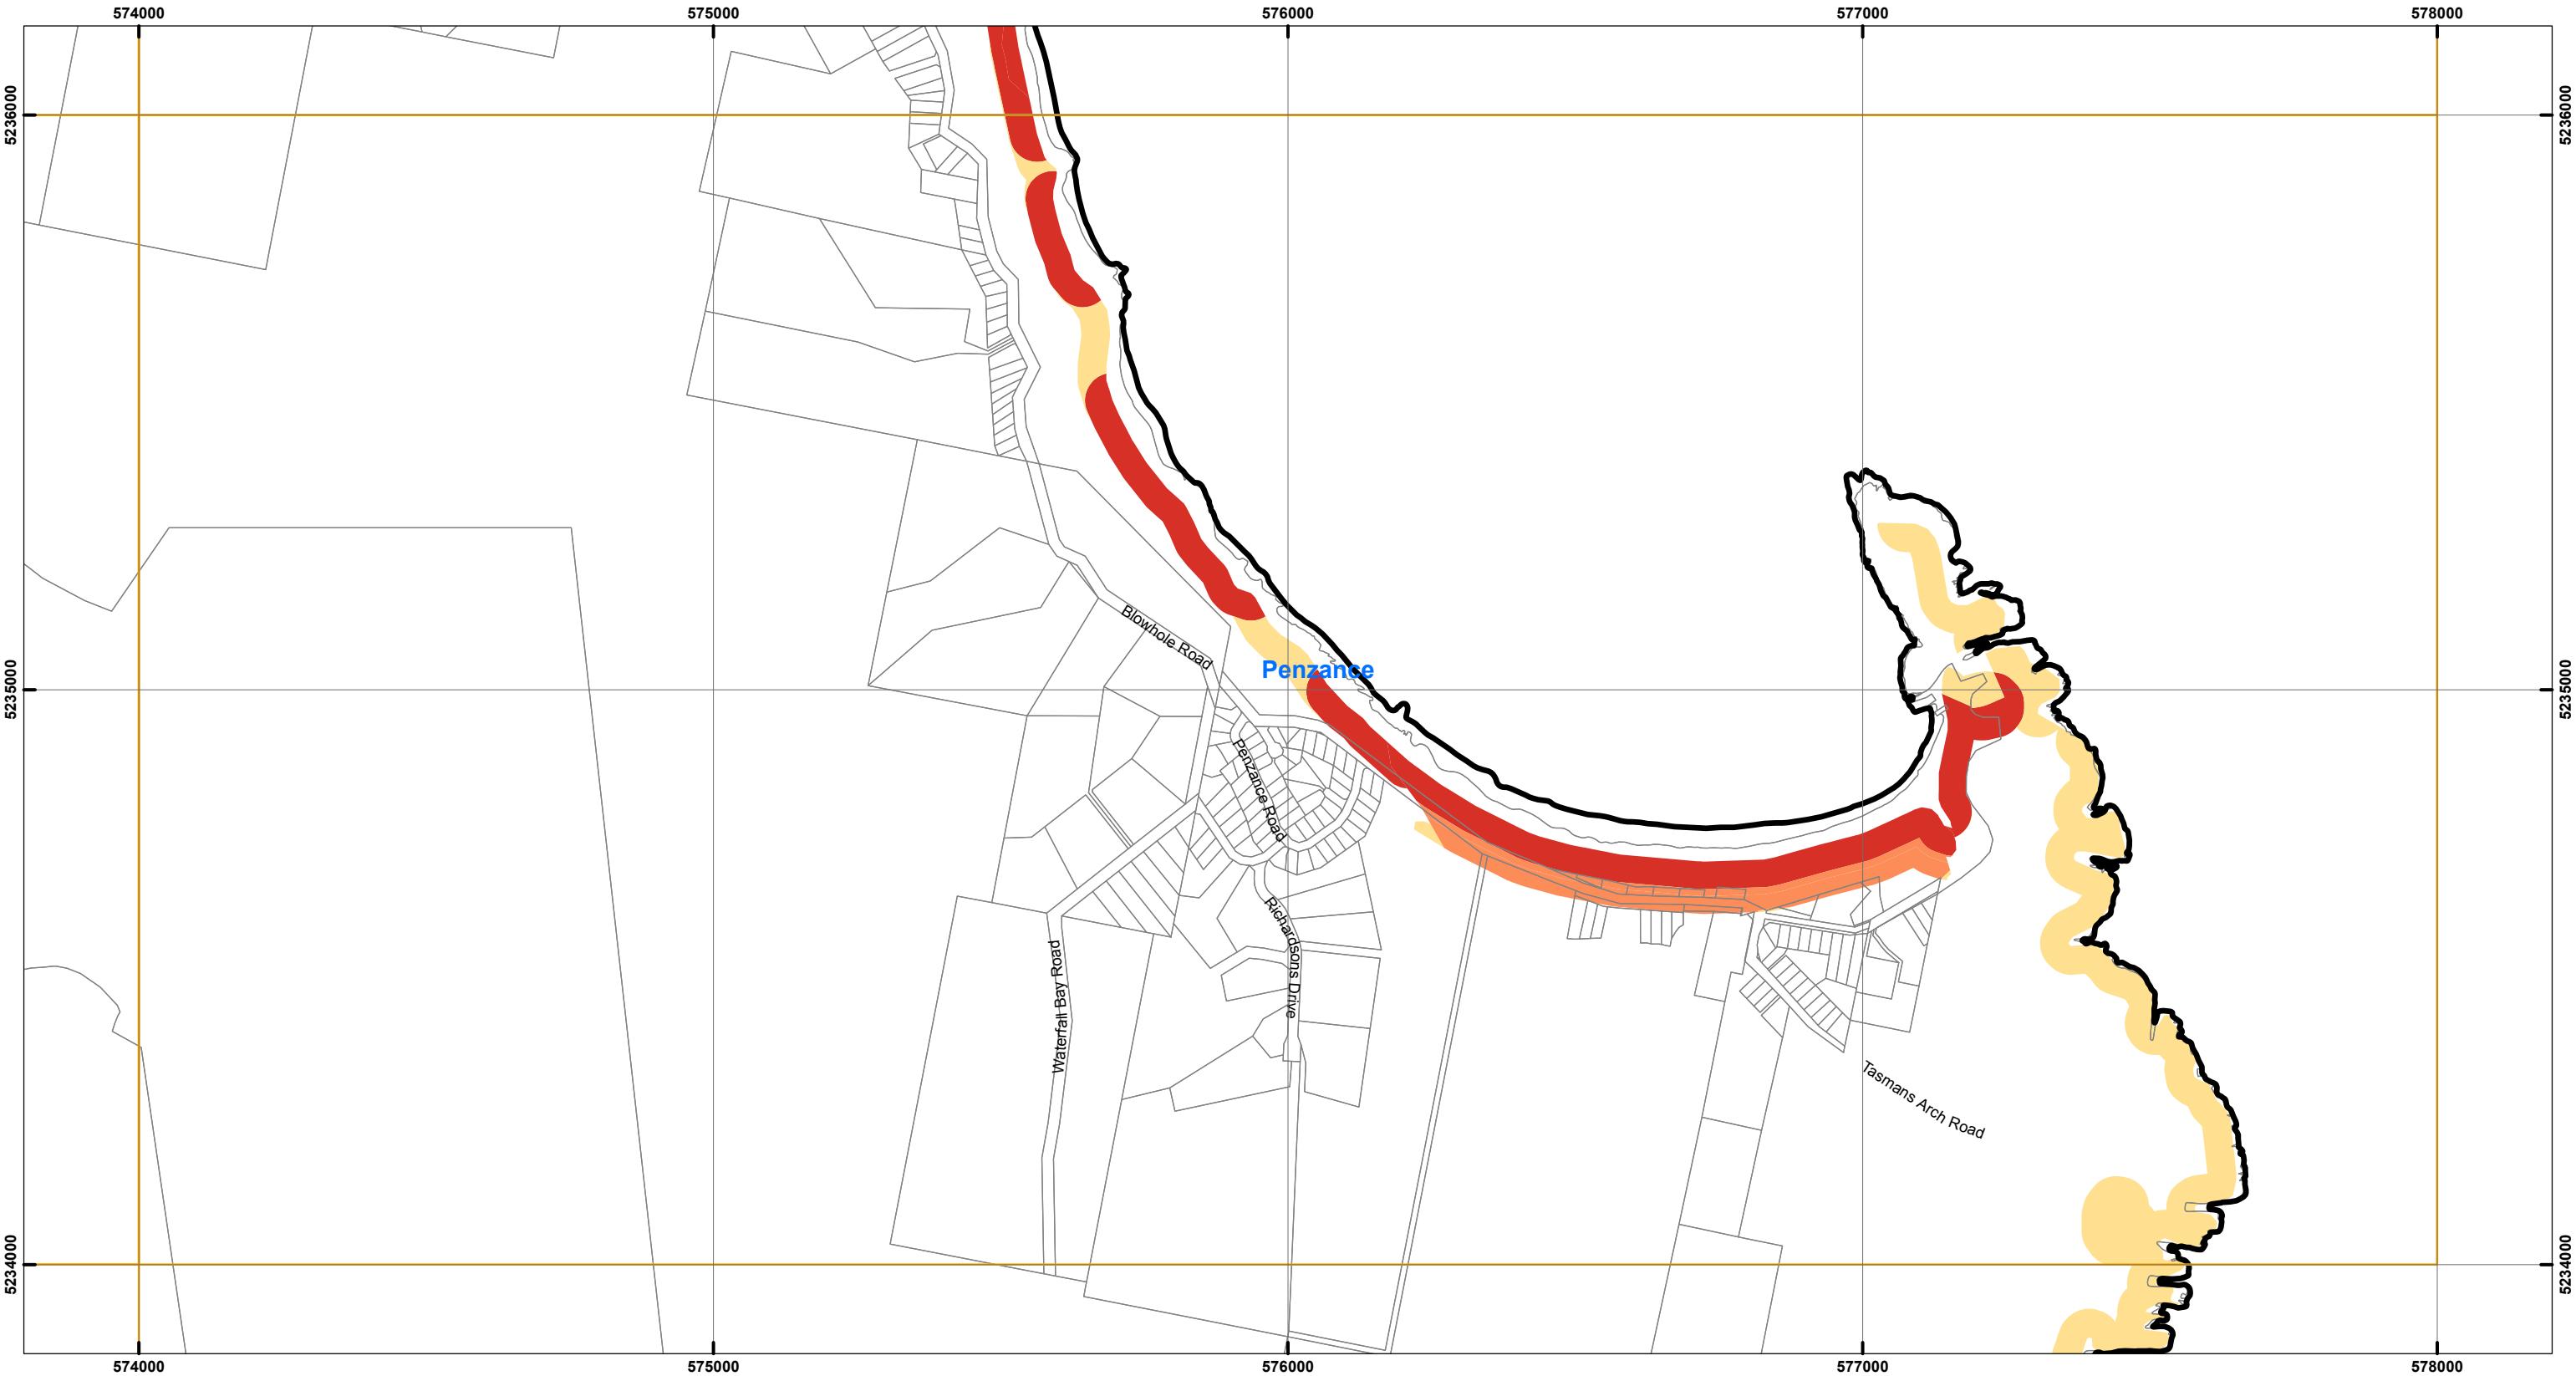 574000 575000 576000 577000 578000
5236000 5236000
Blowhole Road
Penzance
5235000 5235000
Penzance Road
Richardsons Drive
Waterfall Bay Road
Tasmans Arch Road
5234000 5234000
574000 575000 576000 577000 578000